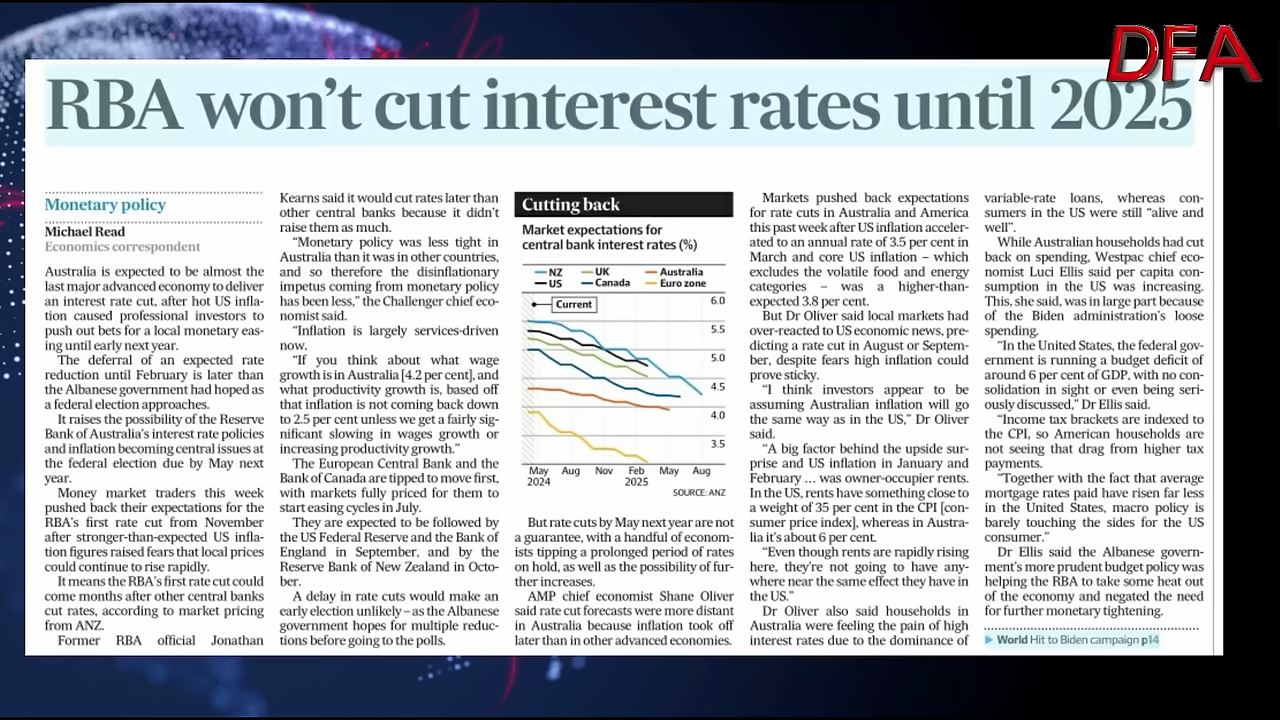 DFA
RBA won't cut interest rates until 2025
Monetary policy
Michael Read
Economics correspondent
Australia is expected to be almost the
last major advanced economy to deliver
an interest rate cut, after hot US infla-
tion caused professional investors to
push out bets for a local monetary eas-
ing until early next year.
The deferral of an expected rate
reduction until February is later than
the Albanese government had hoped as
a federal election approaches.
It raises the possibility of the Reserve
Bank of Australia's interest rate policies
and inflation becoming central issues at
the federal election due by May next
year.
Money market traders this week
pushed back their expectations for the
RBA's first rate cut from November
after stronger-than-expected US infla-
tion figures raised fears that local prices
could continue to rise rapidly.
It means the RBA's first rate cut could
come months after other central banks
cut rates, according to market pricing
from ANZ.
Former RBA official Jonathan
Kearns said it would cut rates later than
other central banks because it didn't
raise them as much.
"Monetary policy was less tight in
Australia than it was in other countries,
and so therefore the disinflationary
impetus coming from monetary policy
has been less," the Challenger chief eco-
nomist said.
"Inflation is largely services-driven
now.
"If you think about what wage
growth is in Australia [4.2 per cent], and
what productivity growth is, based off
that inflation is not coming back down
to 2.5 per cent unless we get a fairly sig-
nificant slowing in wages growth or
increasing productivity growth."
The European Central Bank and the
Bank of Canada are tipped to move first,
with markets fully priced for them to
start easing cycles in July.
They are expected to be followed by
the US Federal Reserve and the Bank of
England in September, and by the
Reserve Bank of New Zealand in Octo-
ber.
A delay in rate cuts would make an
early election unlikely – as the Albanese
government hopes for multiple reduc-
tions before going to the polls.
Cutting back
Market expectations for
central bank interest rates (%)
NZ UK Australia
US Canada Euro zone
Current
6.0
5.5
5.0
4.5
4.0
3.5
May Aug Nov Feb May Aug
2024 2025
SOURCE: ANZ
But rate cuts by May next year are not
a guarantee, with a handful of econom-
ists tipping a prolonged period of rates
on hold, as well as the possibility of fur-
ther increases.
AMP chief economist Shane Oliver
said rate cut forecasts were more distant
in Australia because inflation took off
later than in other advanced economies.
Markets pushed back expectations
for rate cuts in Australia and America
this past week after US inflation acceler-
ated to an annual rate of 3.5 per cent in
March and core US inflation – which
excludes the volatile food and energy
categories – was a higher-than-
expected 3.8 per cent.
But Dr Oliver said local markets had
over-reacted to US economic news, pre-
dicting a rate cut in August or Septem-
ber, despite fears high inflation could
prove sticky.
"I think investors appear to be
assuming Australian inflation will go
the same way as in the US," Dr Oliver
said.
"A big factor behind the upside sur-
prise and US inflation in January and
February ... was owner-occupier rents.
In the US, rents have something close to
a weight of 35 per cent in the CPI [con-
sumer price index], whereas in Austra-
lia it's about 6 per cent.
"Even though rents are rapidly rising
here, they're not going to have any-
where near the same effect they have in
the US."
Dr Oliver also said households in
Australia were feeling the pain of high
interest rates due to the dominance of
variable-rate loans, whereas con-
sumers in the US were still "alive and
well".
While Australian households had cut
back on spending, Westpac chief eco-
nomist Luci Ellis said per capita con-
sumption in the US was increasing.
This, she said, was in large part because
of the Biden administration's loose
spending.
"In the United States, the federal gov-
ernment is running a budget deficit of
around 6 per cent of GDP, with no con-
solidation in sight or even being seri-
ously discussed," Dr Ellis said.
"Income tax brackets are indexed to
the CPI, so American households are
not seeing that drag from higher tax
payments.
"Together with the fact that average
mortgage rates paid have risen far less
in the United States, macro policy is
barely touching the sides for the US
consumer."
Dr Ellis said the Albanese govern-
ment's more prudent budget policy was
helping the RBA to take some heat out
of the economy and negated the need
for further monetary tightening.
▶ World Hit to Biden campaign p14